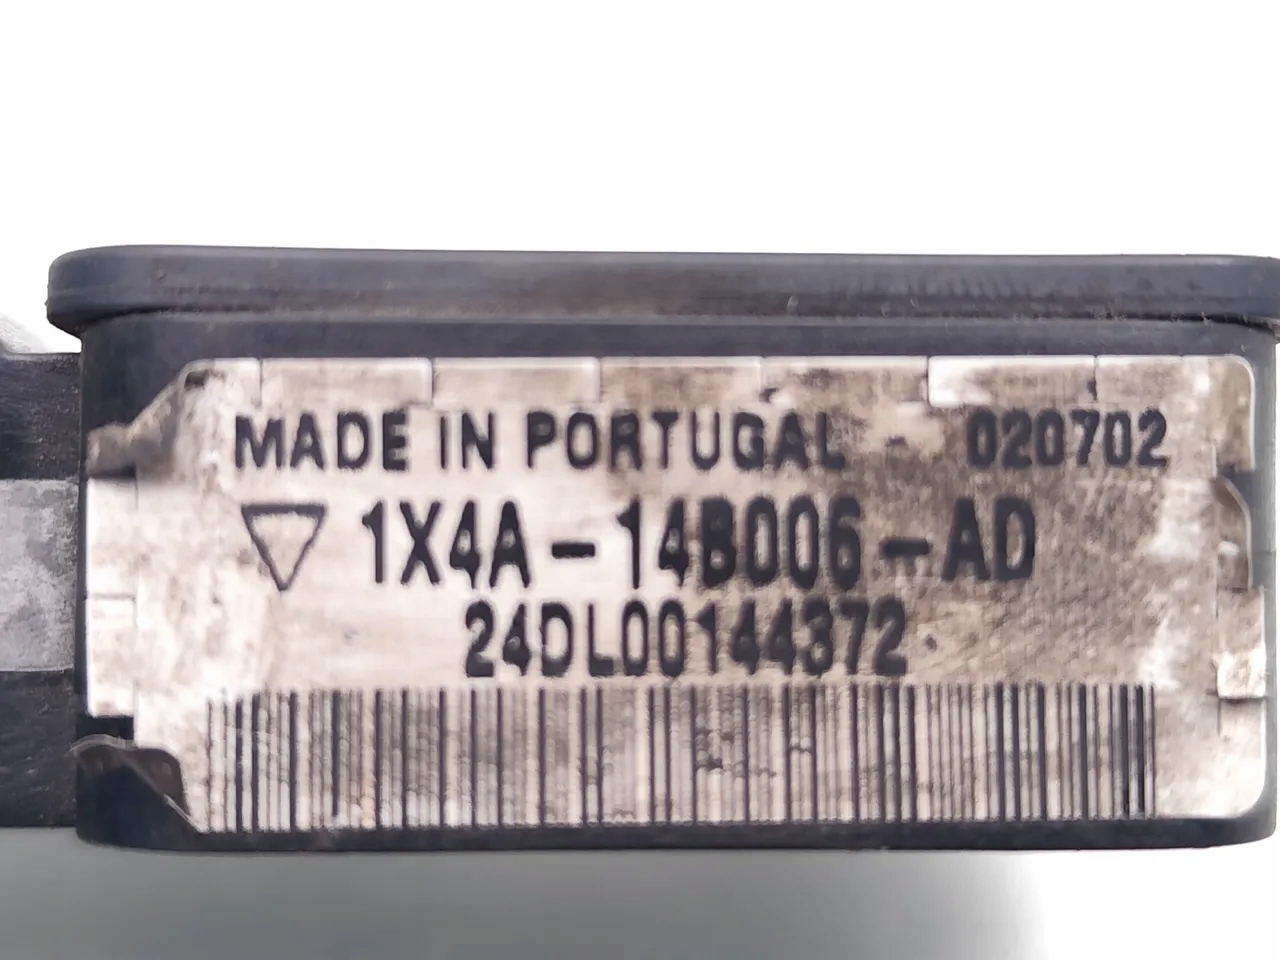 MADE IN PORTUGAL - 020702
1X4A-14B006-AD
24DL00144372